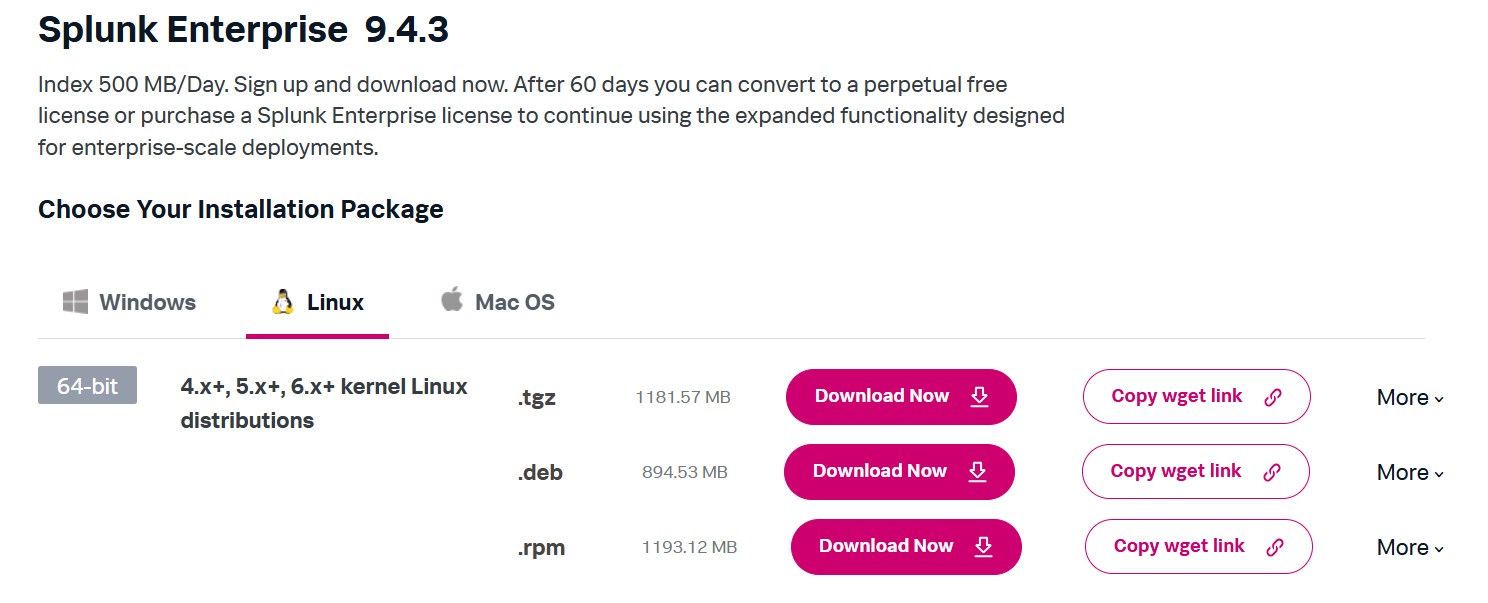 Splunk Enterprise 9.4.3
Index 500 MB/Day. Sign up and download now. After 60 days you can convert to a perpetual free
license or purchase a Splunk Enterprise license to continue using the expanded functionality designed
for enterprise-scale deployments.
Choose Your Installation Package
Windows Linux Mac OS
64-bit 4.x+, 5.x+, 6.x+ kernel Linux .tgz 1181.57 MB Download Now Copy wget link More
distributions
.deb 894.53 MB Download Now Copy wget link More
.rpm 1193.12 MB Download Now Copy wget link More